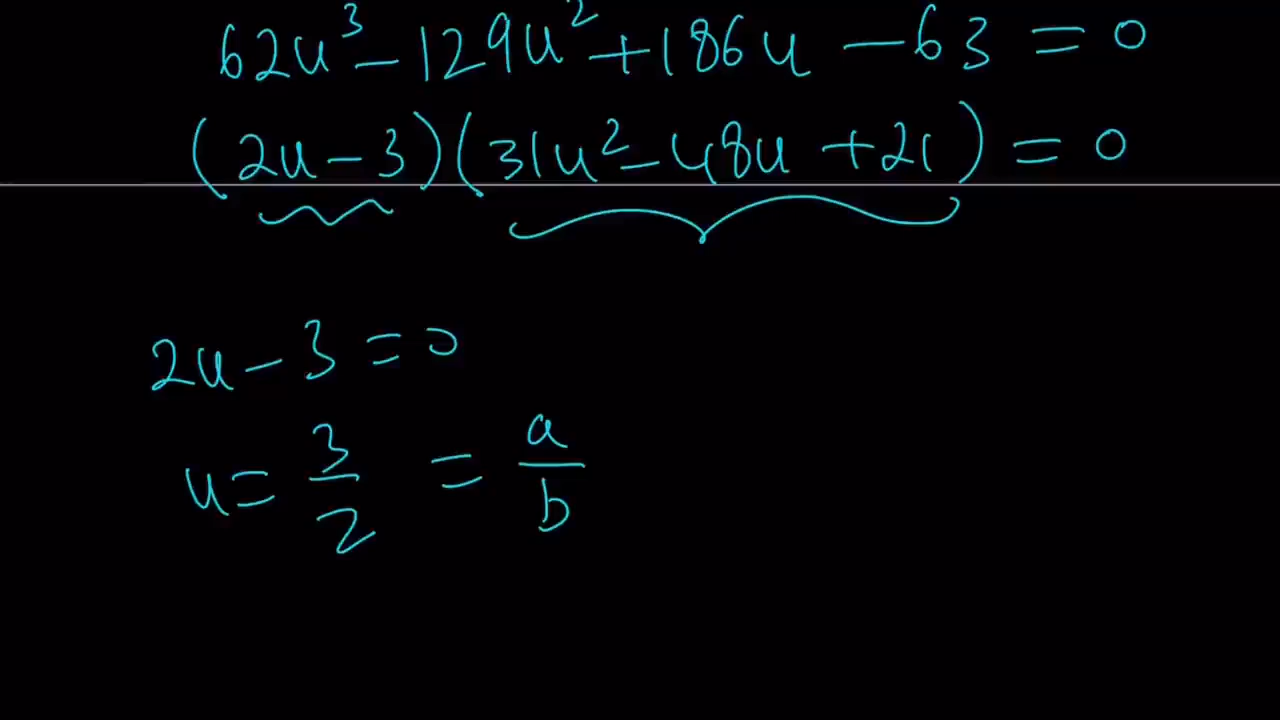 62u³ - 129u² + 186u - 63 = 0
(2u - 3)(31u² - 48u + 21) = 0
2u - 3 = 0
u = 3/2 = a/b